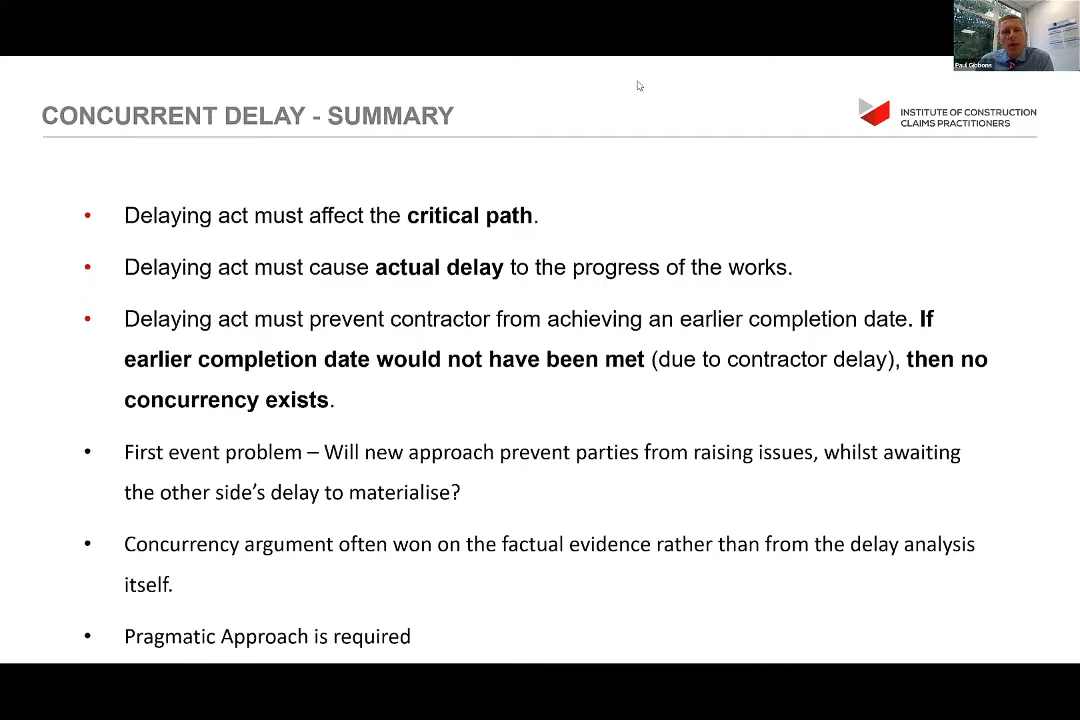 Paul Gibbons
CONCURRENT DELAY - SUMMARY
INSTITUTE OF CONSTRUCTION
CLAIMS PRACTITIONERS
• Delaying act must affect the critical path.
• Delaying act must cause actual delay to the progress of the works.
• Delaying act must prevent contractor from achieving an earlier completion date. If
earlier completion date would not have been met (due to contractor delay), then no
concurrency exists.
• First event problem – Will new approach prevent parties from raising issues, whilst awaiting
the other side’s delay to materialise?
• Concurrency argument often won on the factual evidence rather than from the delay analysis
itself.
• Pragmatic Approach is required